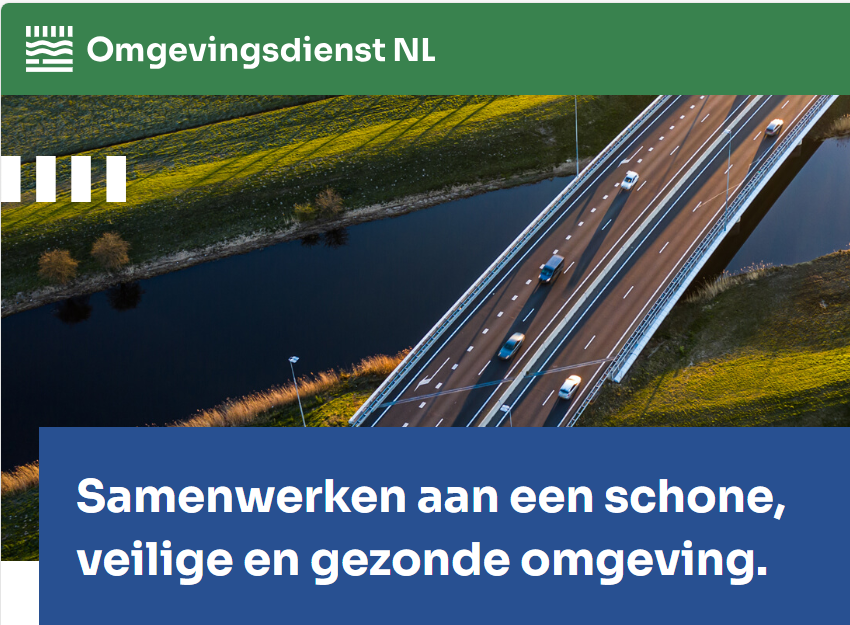 Omgevingsdienst NL
Samenwerken aan een schone,
veilige en gezonde omgeving.